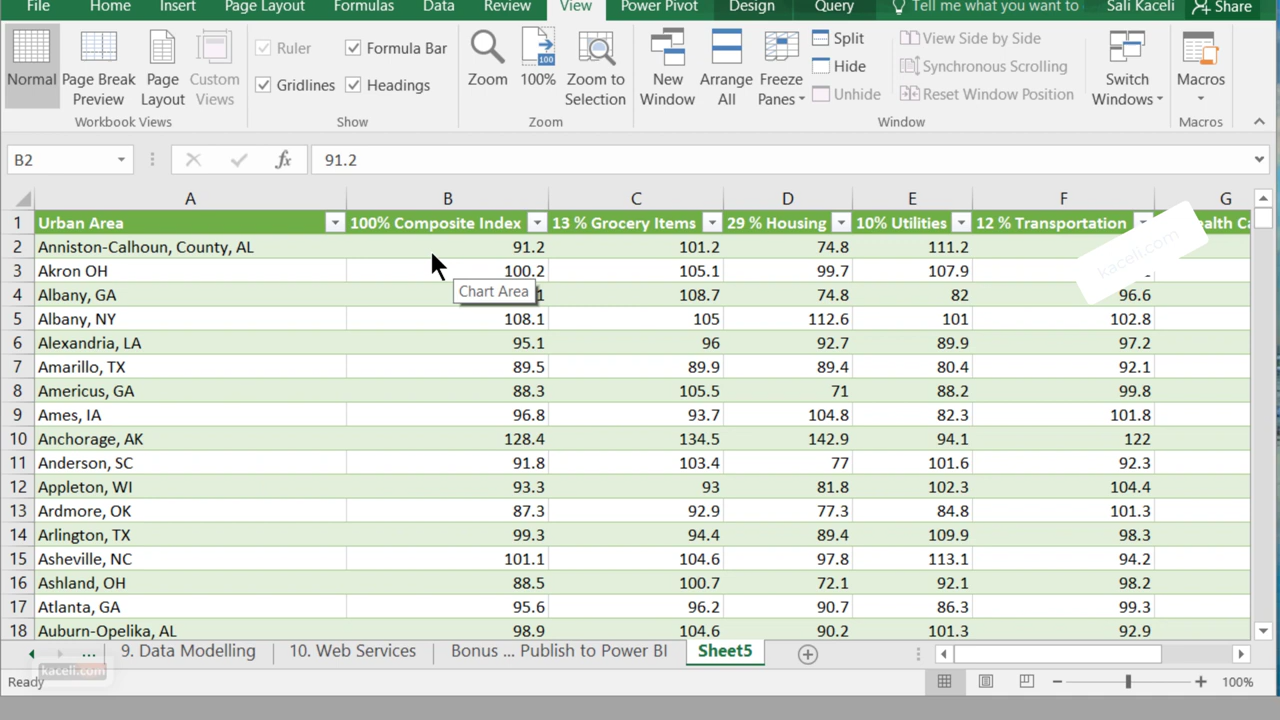 File Home Insert Page Layout Formulas Data Review View Power Pivot Design Query Tell me what you want to Sali Kaceli Share
Normal Page Break Preview Page Layout Custom Views
Workbook Views
Ruler Formula Bar
Gridlines Headings
Show
Zoom 100% Zoom to Selection
100
Zoom
New Window Arrange All Freeze Panes
Split
Hide
Unhide
View Side by Side
Synchronous Scrolling
Reset Window Position
Switch Windows
Window
Macros
Macros
B2 fx 91.2
A B C D E F G
1 Urban Area 100% Composite Index 13 % Grocery Items 29 % Housing 10% Utilities 12 % Transportation
2 Anniston-Calhoun, County, AL 91.2 101.2 74.8 111.2
kaceli.com
3 Akron OH 100.2 105.1 99.7 107.9
Chart Area
4 Albany, GA 108.7 74.8 82 96.6
5 Albany, NY 108.1 105 112.6 101 102.8
6 Alexandria, LA 95.1 96 92.7 89.9 97.2
7 Amarillo, TX 89.5 89.9 89.4 80.4 92.1
8 Americus, GA 88.3 105.5 71 88.2 99.8
9 Ames, IA 96.8 93.7 104.8 82.3 101.8
10 Anchorage, AK 128.4 134.5 142.9 94.1 122
11 Anderson, SC 91.8 103.4 77 101.6 92.3
12 Appleton, WI 93.3 93 81.8 102.3 104.4
13 Ardmore, OK 87.3 92.9 77.3 84.8 101.3
14 Arlington, TX 99.3 94.4 89.4 109.9 98.3
15 Asheville, NC 101.1 104.6 97.8 113.1 94.2
16 Ashland, OH 88.5 100.7 72.1 92.1 98.2
17 Atlanta, GA 95.6 96.2 90.7 86.3 99.3
18 Auburn-Opelika, AL 98.9 104.6 90.2 101.3 92.9
... 9. Data Modelling 10. Web Services Bonus ... Publish to Power BI Sheet5
kaceli.com
Ready 100%